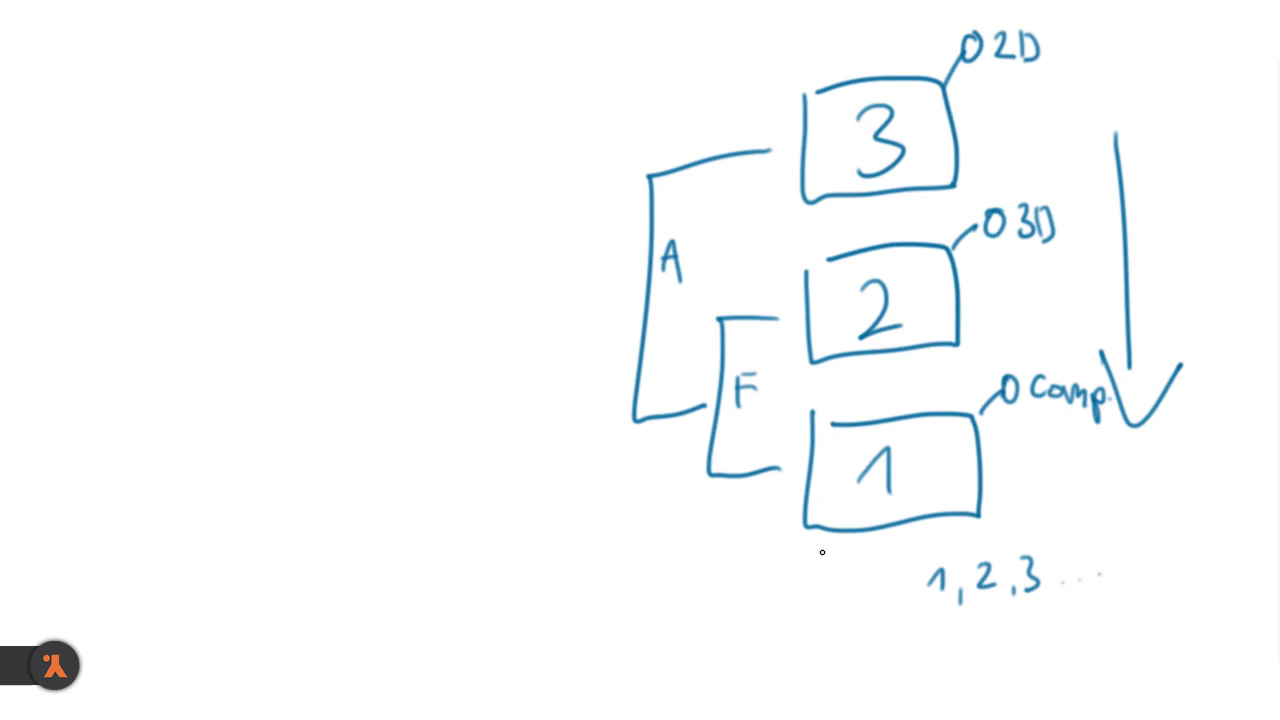 O 2D
3
O 3D
A
2
F
O Comp.
1
1, 2, 3 ....